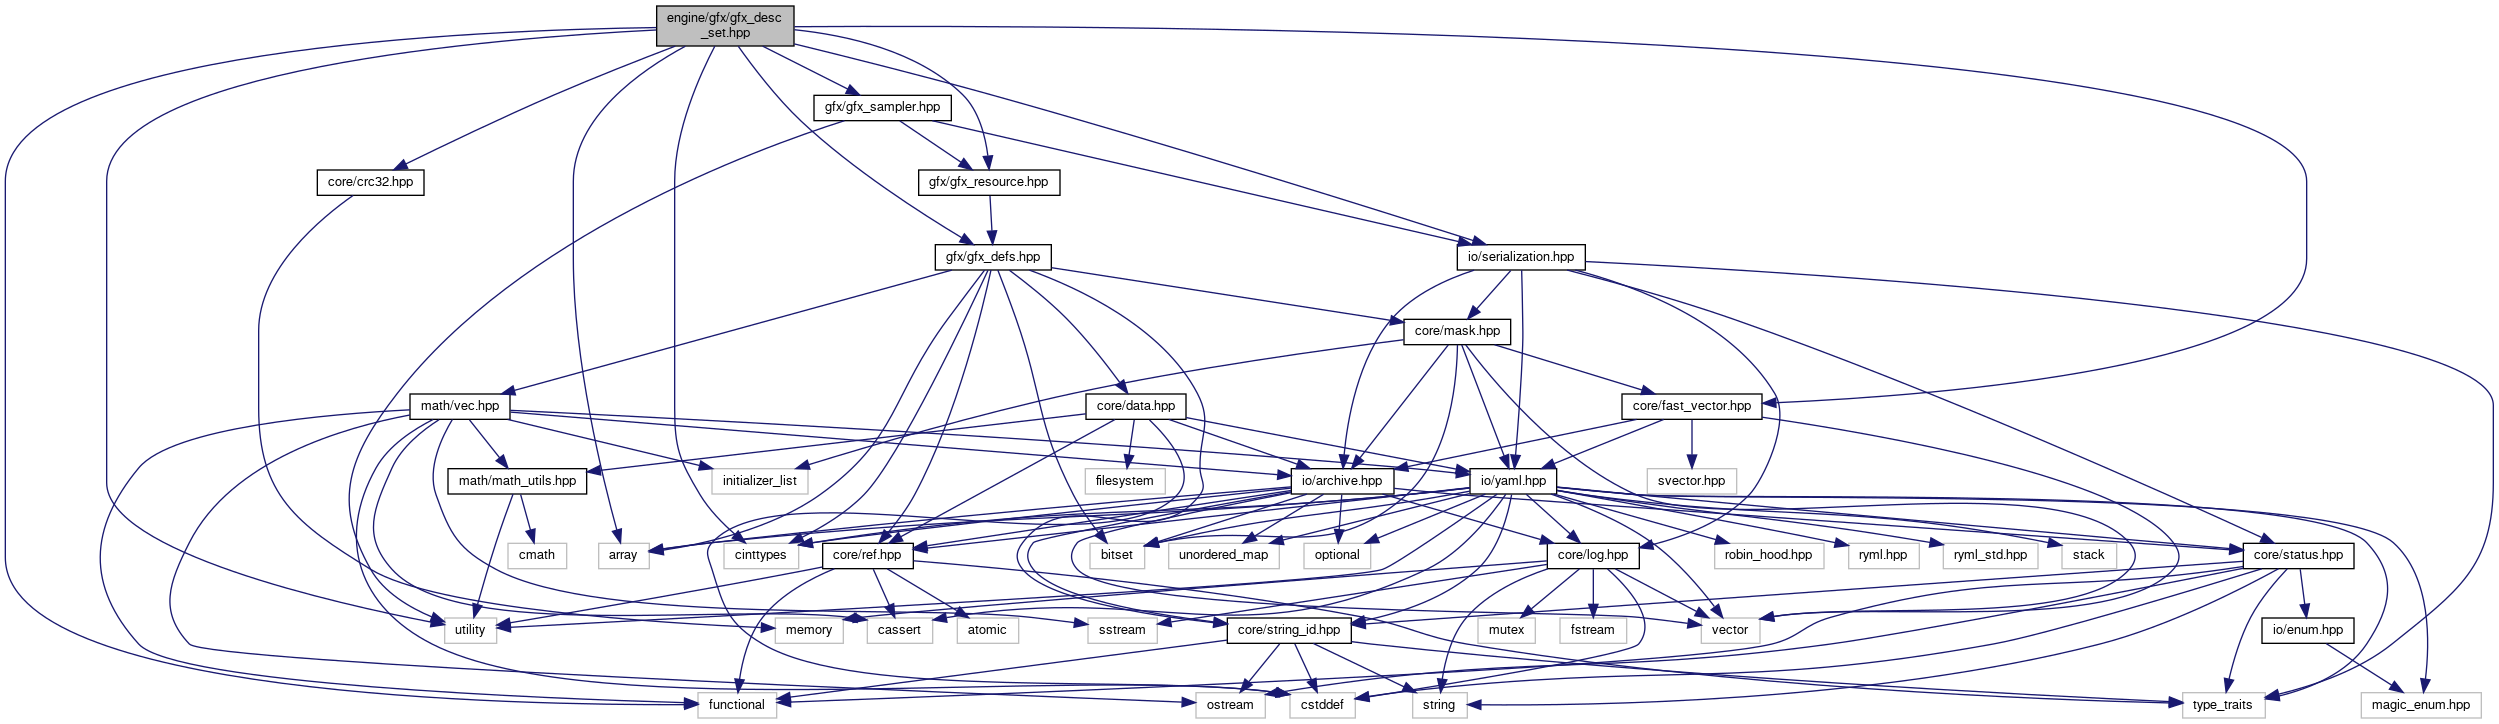 engine/gfx/gfx_desc
_set.hpp
gfx/gfx_sampler.hpp
core/crc32.hpp
gfx/gfx_resource.hpp
gfx/gfx_defs.hpp
io/serialization.hpp
core/mask.hpp
math/vec.hpp
core/data.hpp
core/fast_vector.hpp
math/math_utils.hpp
initializer_list
filesystem
io/archive.hpp
io/yaml.hpp
svector.hpp
cmath
array
cinttypes
core/ref.hpp
bitset
unordered_map
optional
core/log.hpp
robin_hood.hpp
ryml.hpp
ryml_std.hpp
stack
core/status.hpp
utility
memory
cassert
atomic
sstream
core/string_id.hpp
mutex
fstream
vector
io/enum.hpp
functional
ostream
cstddef
string
type_traits
magic_enum.hpp